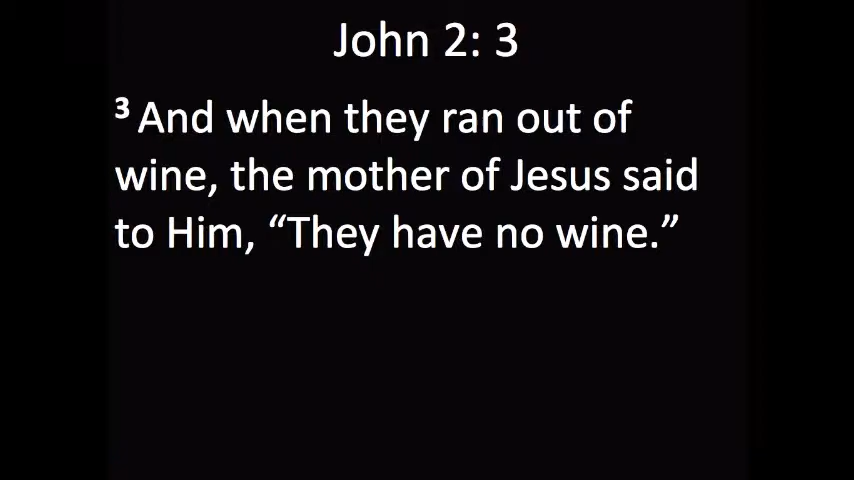 John 2: 3
³ And when they ran out of
wine, the mother of Jesus said
to Him, “They have no wine.”